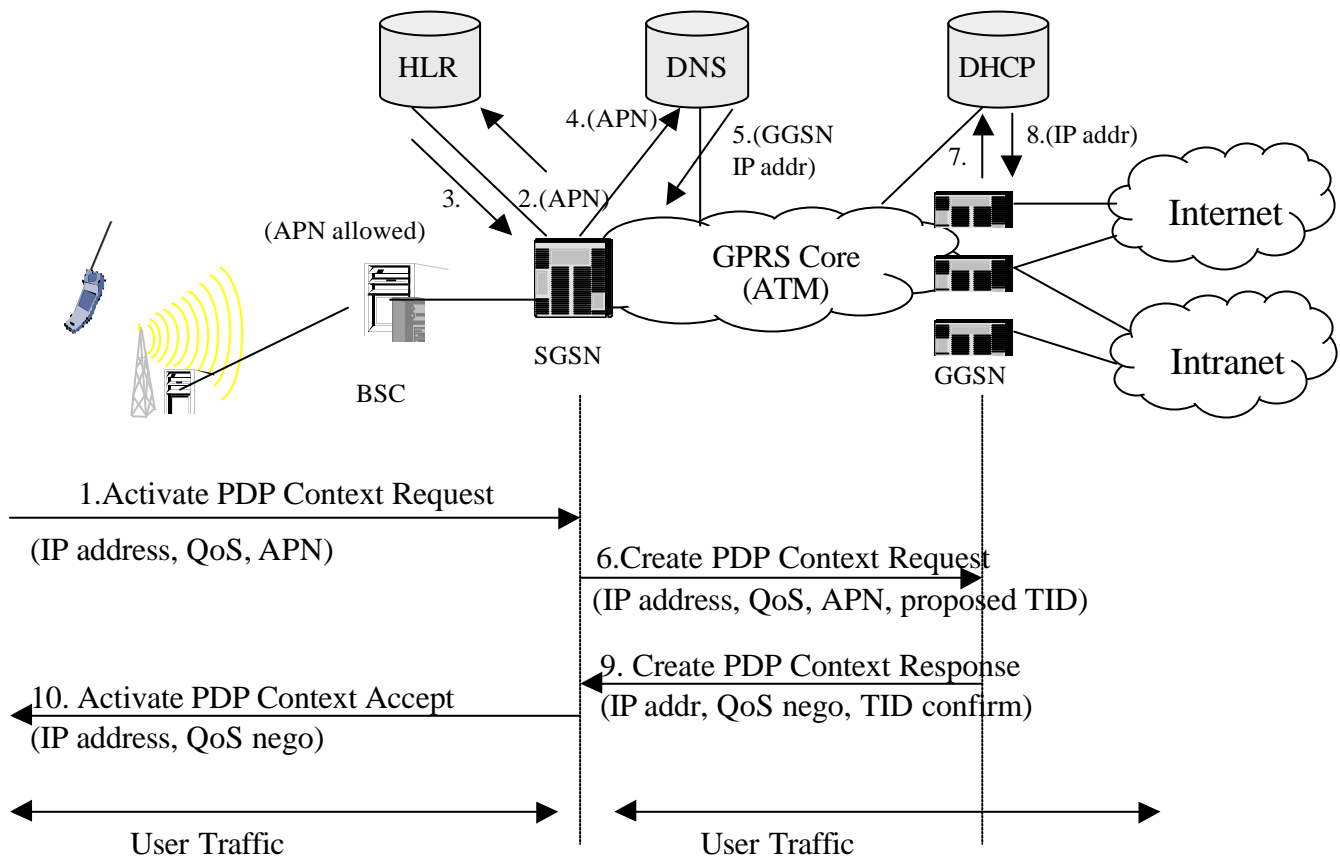 HLR
DNS
DHCP
4.(APN)
5.(GGSN
IP addr)
7.
8.(IP addr)
3.
2.(APN)
(APN allowed)
Internet
GPRS Core
(ATM)
SGSN
BSC
GGSN
Intranet
1.Activate PDP Context Request
(IP address, QoS, APN)
6.Create PDP Context Request
(IP address, QoS, APN, proposed TID)
9. Create PDP Context Response
(IP addr, QoS nego, TID confirm)
10. Activate PDP Context Accept
(IP address, QoS nego)
User Traffic
User Traffic